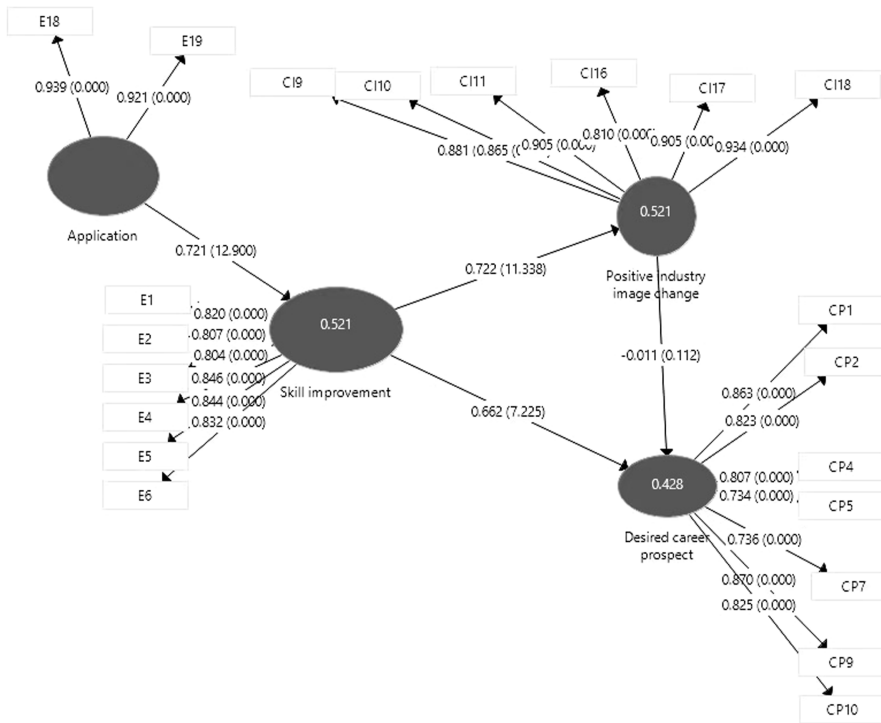 E18
E19
0.939 (0.000)
0.921 (0.000)
Application
0.721 (12.900)
CI9
CI10
CI11
CI16
CI17
CI18
0.881
0.865
0.905 (0.000)
0.810 (0.000)
0.905
0.934 (0.000)
0.521
Positive industry
image change
0.722 (11.338)
E1
E2
E3
E4
E5
E6
0.820 (0.000)
0.807 (0.000)
0.804 (0.000)
0.846 (0.000)
0.844 (0.000)
0.832 (0.000)
0.521
Skill improvement
-0.011 (0.112)
0.662 (7.225)
0.428
Desired career
prospect
CP1
CP2
CP4
CP5
CP7
CP9
CP10
0.863 (0.000)
0.823 (0.000)
0.807 (0.000)
0.734 (0.000)
0.736 (0.000)
0.870 (0.000)
0.825 (0.000)